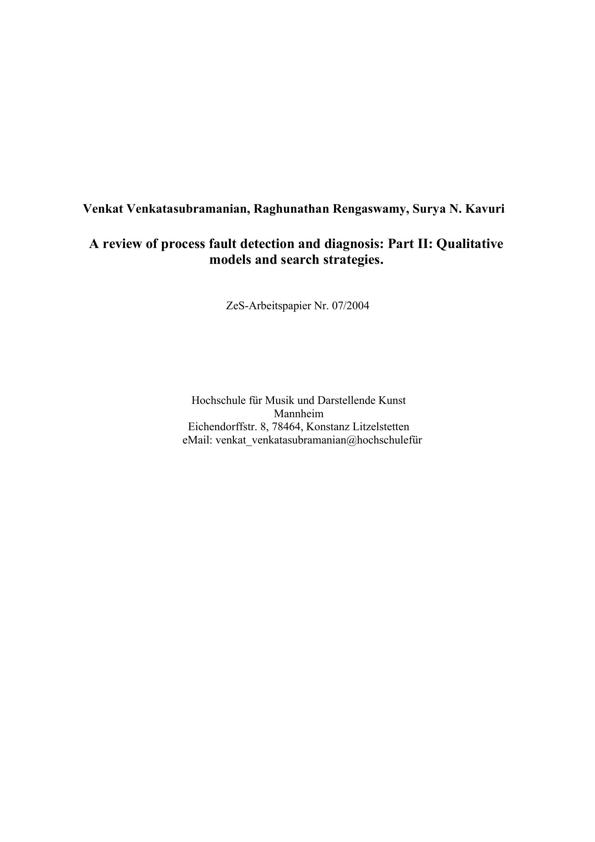 Venkat Venkatasubramanian, Raghunathan Rengaswamy, Surya N. Kavuri
A review of process fault detection and diagnosis: Part II: Qualitative
models and search strategies.
ZeS-Arbeitspapier Nr. 07/2004
Hochschule für Musik und Darstellende Kunst
Mannheim
Eichendorffstr. 8, 78464, Konstanz Litzelstetten
eMail: venkat_venkatasubramanian@hochschulefür